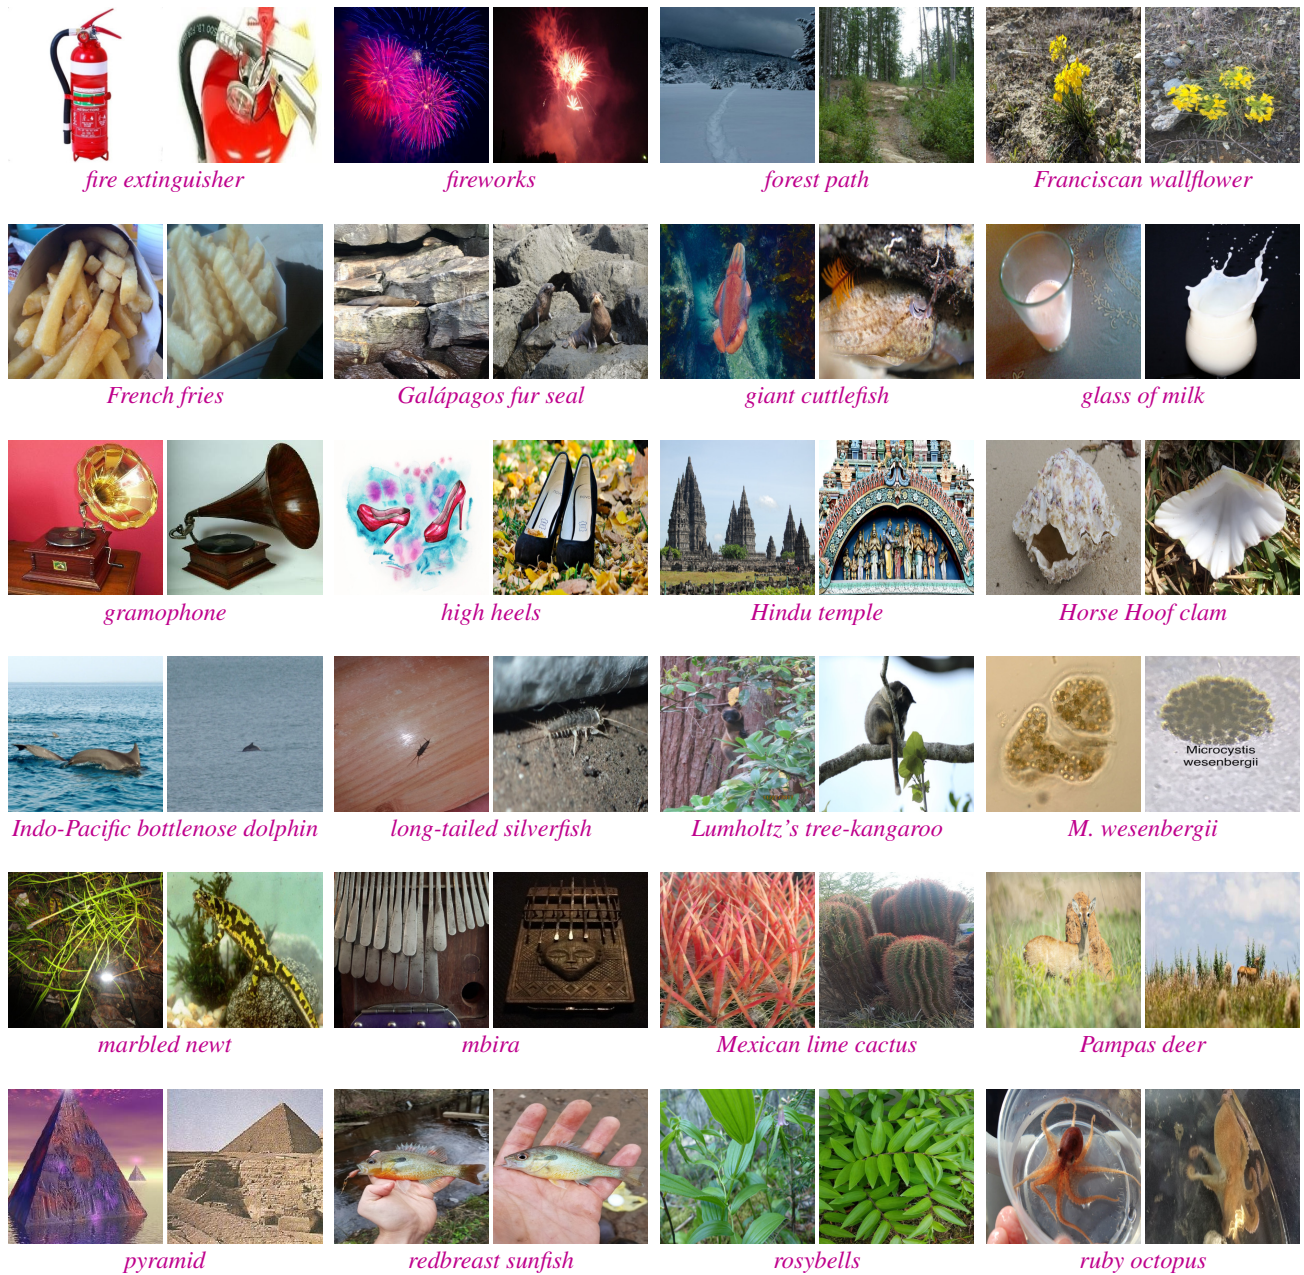 fire extinguisher
fireworks
forest path
Franciscan wallflower
French fries
Galápagos fur seal
giant cuttlefish
glass of milk
gramophone
high heels
Hindu temple
Horse Hoof clam
Indo-Pacific bottlenose dolphin
long-tailed silverfish
Lumholtz's tree-kangaroo
Microcystis
wesenbergii
M. wesenbergii
marbled newt
mbira
Mexican lime cactus
Pampas deer
pyramid
redbreast sunfish
rosybells
ruby octopus